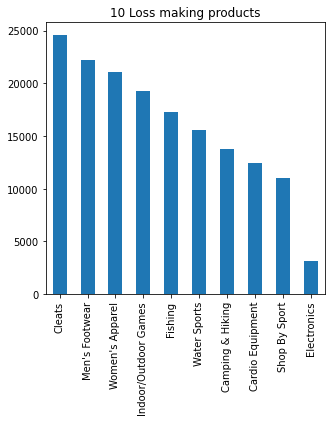 10 Loss making products
25000
20000
15000
10000
5000
0
Cleats
Men's Footwear
Women's Apparel
Indoor/Outdoor Games
Fishing
Water Sports
Camping & Hiking
Cardio Equipment
Shop By Sport
Electronics